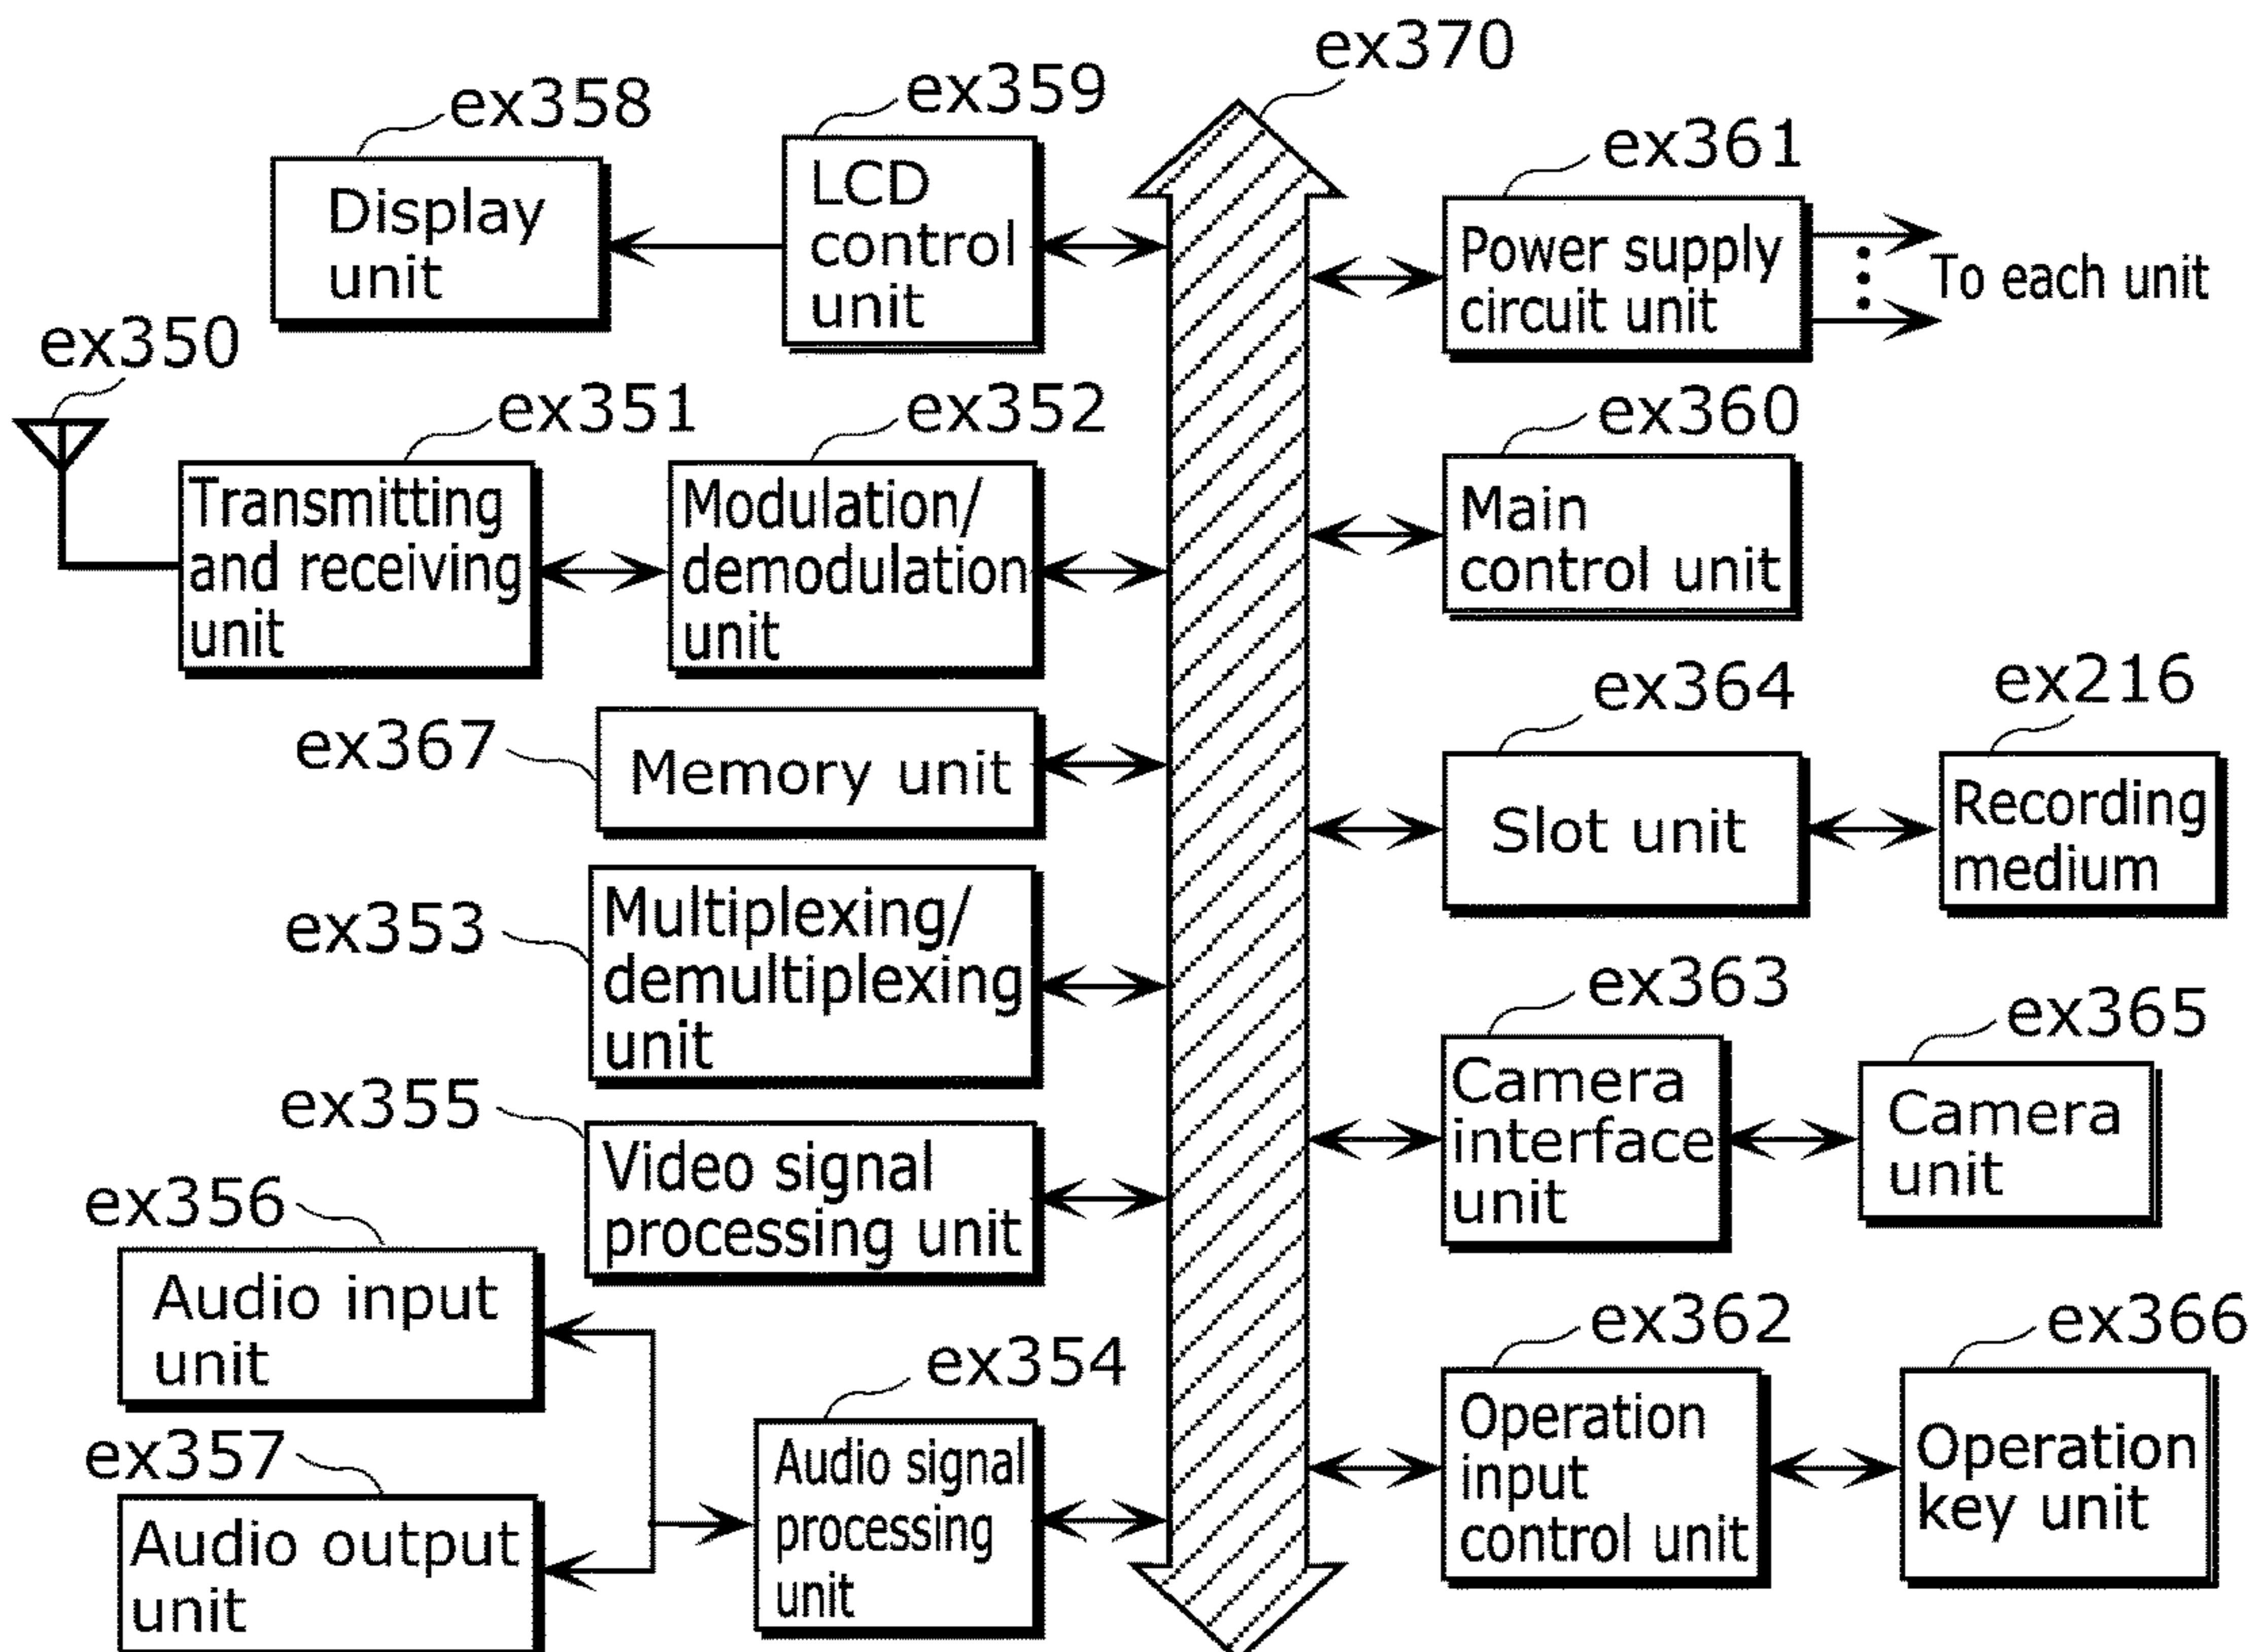 ex370
ex358
ex359
Display
unit
LCD
control
unit
ex361
Power supply
circuit unit
To each unit
ex350
ex351
Transmitting
and receiving
unit
ex352
Modulation/
demodulation
unit
ex360
Main
control unit
ex367
Memory unit
ex364
Slot unit
ex216
Recording
medium
ex353
Multiplexing/
demultiplexing
unit
ex363
Camera
interface
unit
ex365
Camera
unit
ex355
Video signal
processing unit
ex356
Audio input
unit
ex357
Audio output
unit
ex354
Audio signal
processing
unit
ex362
Operation
input
control unit
ex366
Operation
key unit